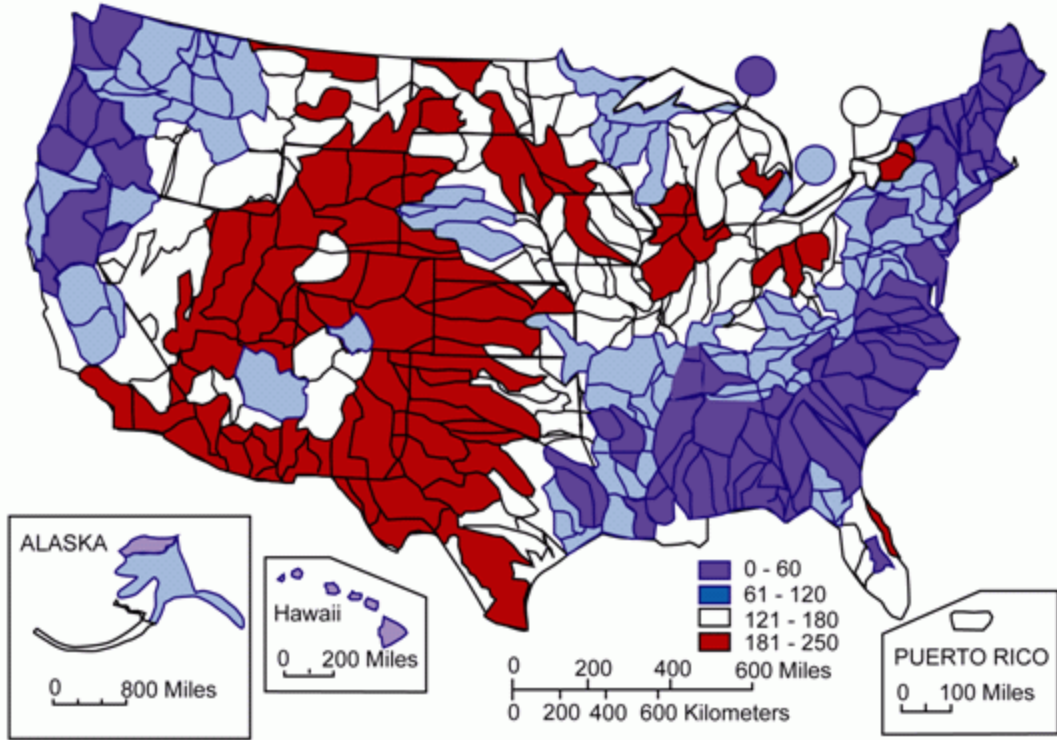 ALASKA
0 800 Miles
Hawaii
0 200 Miles
0 - 60
61 - 120
121 - 180
181 - 250
0 200 400 600 Miles
0 200 400 600 Kilometers
PUERTO RICO
0 100 Miles